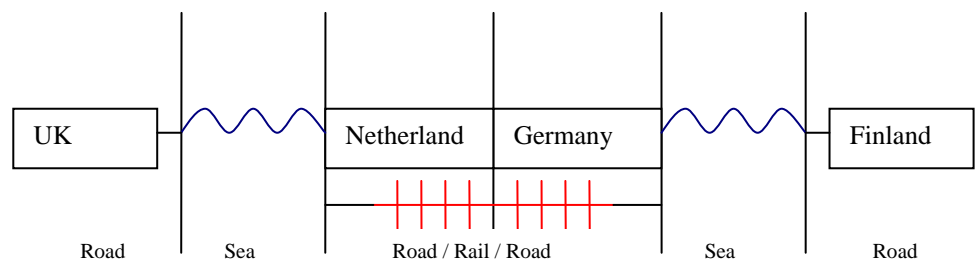 UK Netherland Germany Finland
Road Sea Road / Rail / Road Sea Road